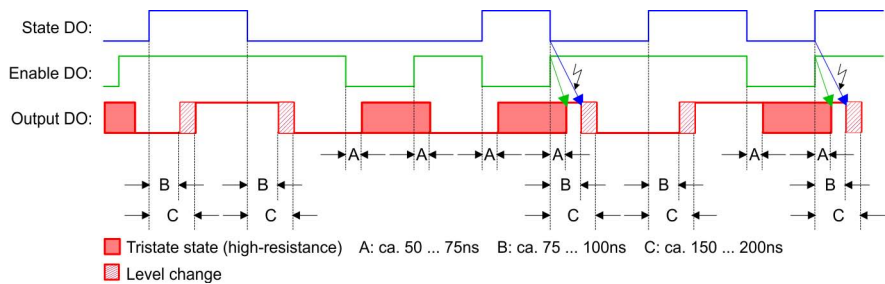 State DO:
Enable DO:
Output DO:
A A A A A A
B B B B B
C C C C C
Tristate state (high-resistance) A: ca. 50 ... 75ns B: ca. 75 ... 100ns C: ca. 150 ... 200ns
Level change